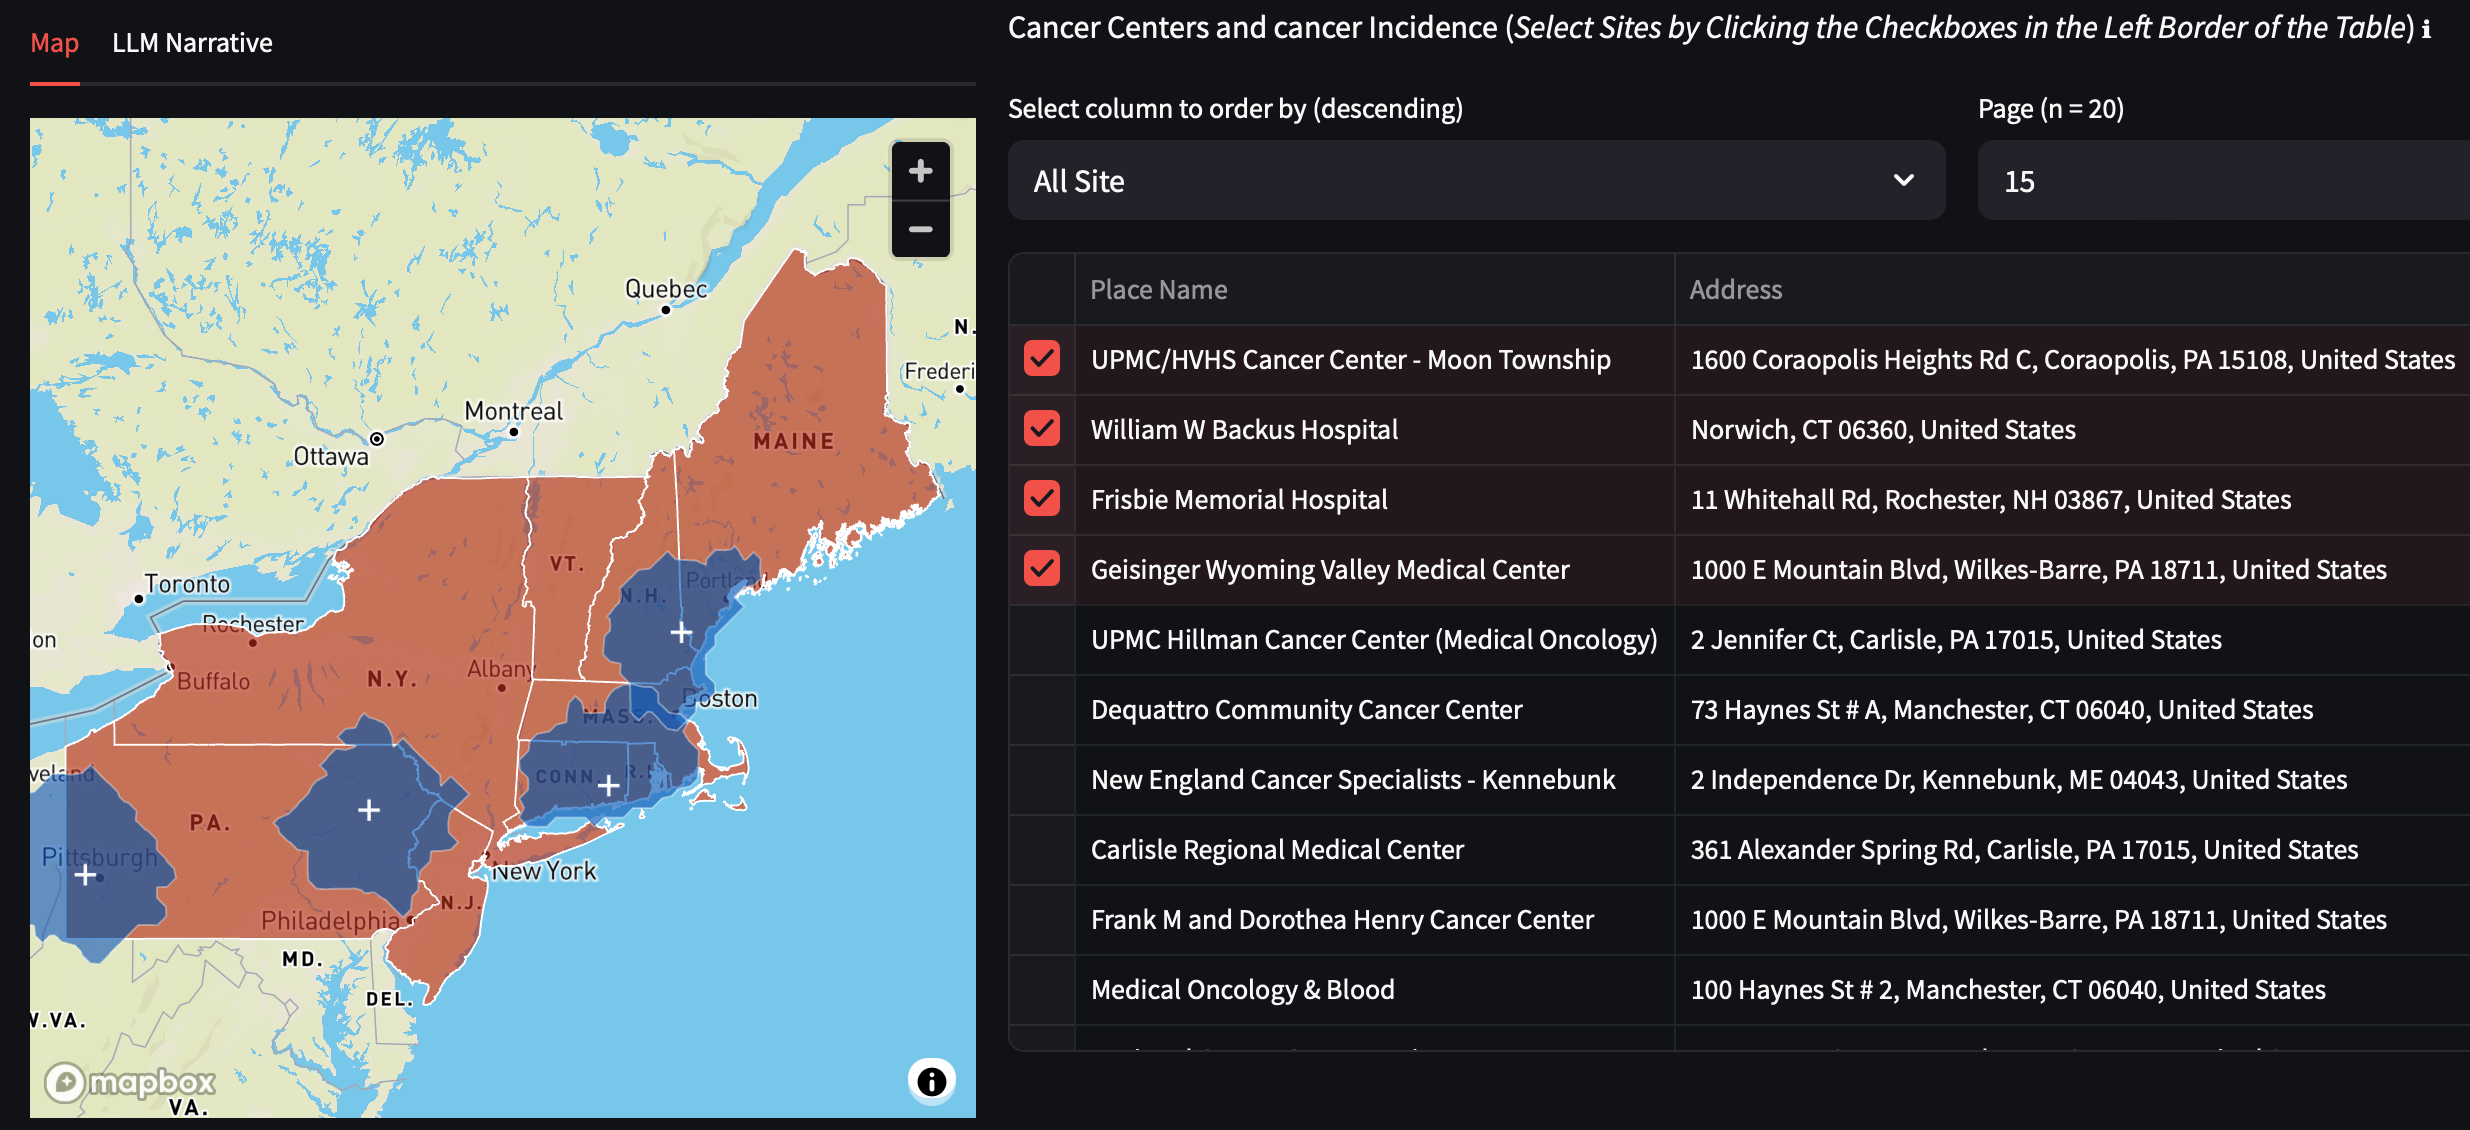 Map LLM Narrative
Cancer Centers and cancer Incidence (Select Sites by Clicking the Checkboxes in the Left Border of the Table) i
Select column to order by (descending)
Page (n = 20)
All Site
15
Place Name Address
UPMC/HVHS Cancer Center - Moon Township 1600 Coraopolis Heights Rd C, Coraopolis, PA 15108, United States
William W Backus Hospital Norwich, CT 06360, United States
Frisbie Memorial Hospital 11 Whitehall Rd, Rochester, NH 03867, United States
Geisinger Wyoming Valley Medical Center 1000 E Mountain Blvd, Wilkes-Barre, PA 18711, United States
UPMC Hillman Cancer Center (Medical Oncology) 2 Jennifer Ct, Carlisle, PA 17015, United States
Dequattro Community Cancer Center 73 Haynes St # A, Manchester, CT 06040, United States
New England Cancer Specialists - Kennebunk 2 Independence Dr, Kennebunk, ME 04043, United States
Carlisle Regional Medical Center 361 Alexander Spring Rd, Carlisle, PA 17015, United States
Frank M and Dorothea Henry Cancer Center 1000 E Mountain Blvd, Wilkes-Barre, PA 18711, United States
Medical Oncology & Blood 100 Haynes St # 2, Manchester, CT 06040, United States
+
−
Quebec
N.
Frederi
Montreal
MAINE
Ottawa
VT.
Toronto
Portland
N.H.
Rochester
on
Albany
N.Y.
Buffalo
Boston
MASS.
veland
CONN.
R.I.
PA.
Pittsburgh
New York
N.J.
Philadelphia
MD.
DEL.
W.VA.
mapbox
VA.
i